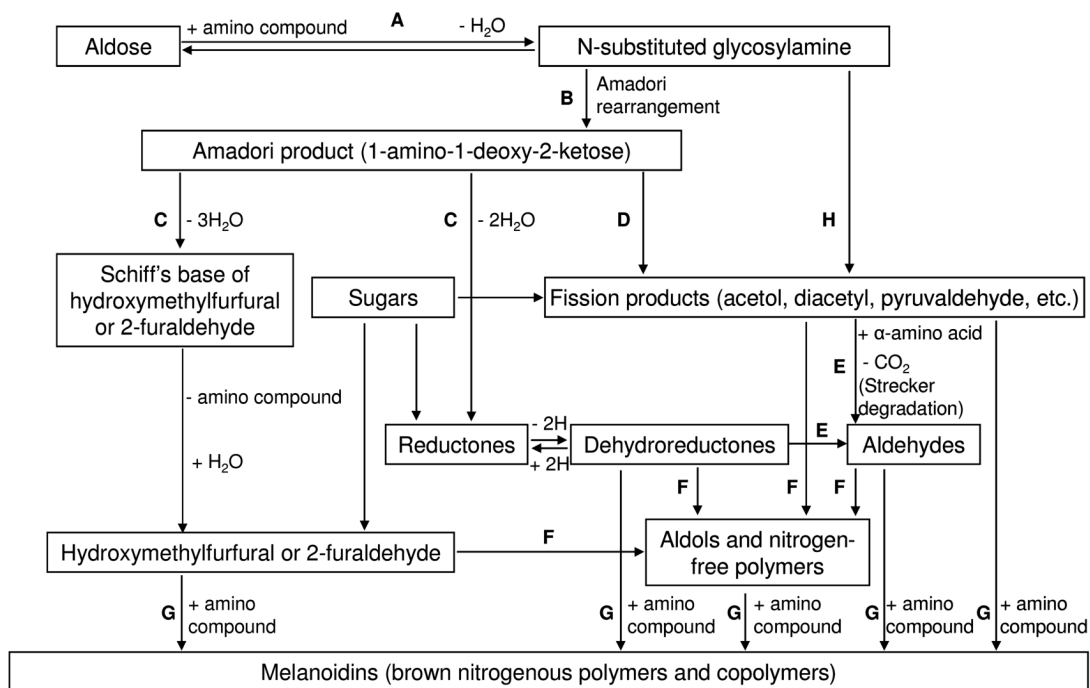 + amino compound
A
- H₂O
Aldose
N-substituted glycosylamine
B
Amadori
rearrangement
Amadori product (1-amino-1-deoxy-2-ketose)
C
- 3H₂O
C
- 2H₂O
D
H
Schiff's base of
hydroxymethylfurfural
or 2-furaldehyde
Sugars
Fission products (acetol, diacetyl, pyruvaldehyde, etc.)
+ α-amino acid
E
- CO₂
(Strecker
degradation)
- amino compound
+ H₂O
Reductones
- 2H
+ 2H
Dehydroreductones
E
Aldehydes
F
F
F
Hydroxymethylfurfural or 2-furaldehyde
F
Aldols and nitrogen-
free polymers
G
+ amino
compound
G
+ amino
compound
G
+ amino
compound
G
+ amino
compound
G
+ amino
compound
Melanoidins (brown nitrogenous polymers and copolymers)